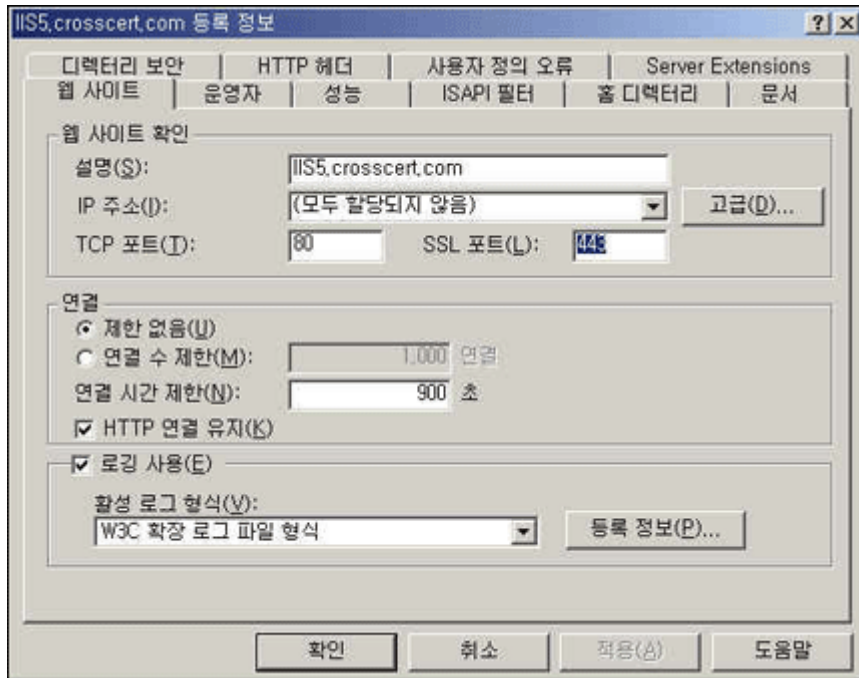 IIS5.crosscert.com 등록 정보
디렉터리 보안 HTTP 헤더 사용자 정의 오류 Server Extensions
웹 사이트 운영자 성능 ISAPI 필터 홈 디렉터리 문서
웹 사이트 확인
설명(S): IIS5.crosscert.com
IP 주소(I): (모두 할당되지 않음) 고급(D)...
TCP 포트(T): 80 SSL 포트(L): 443
연결
제한 없음(U)
연결 수 제한(M): 1,000 연결
연결 시간 제한(N): 900 초
HTTP 연결 유지(K)
로깅 사용(E)
활성 로그 형식(V):
W3C 확장 로그 파일 형식 등록 정보(P)...
확인 취소 적용(A) 도움말